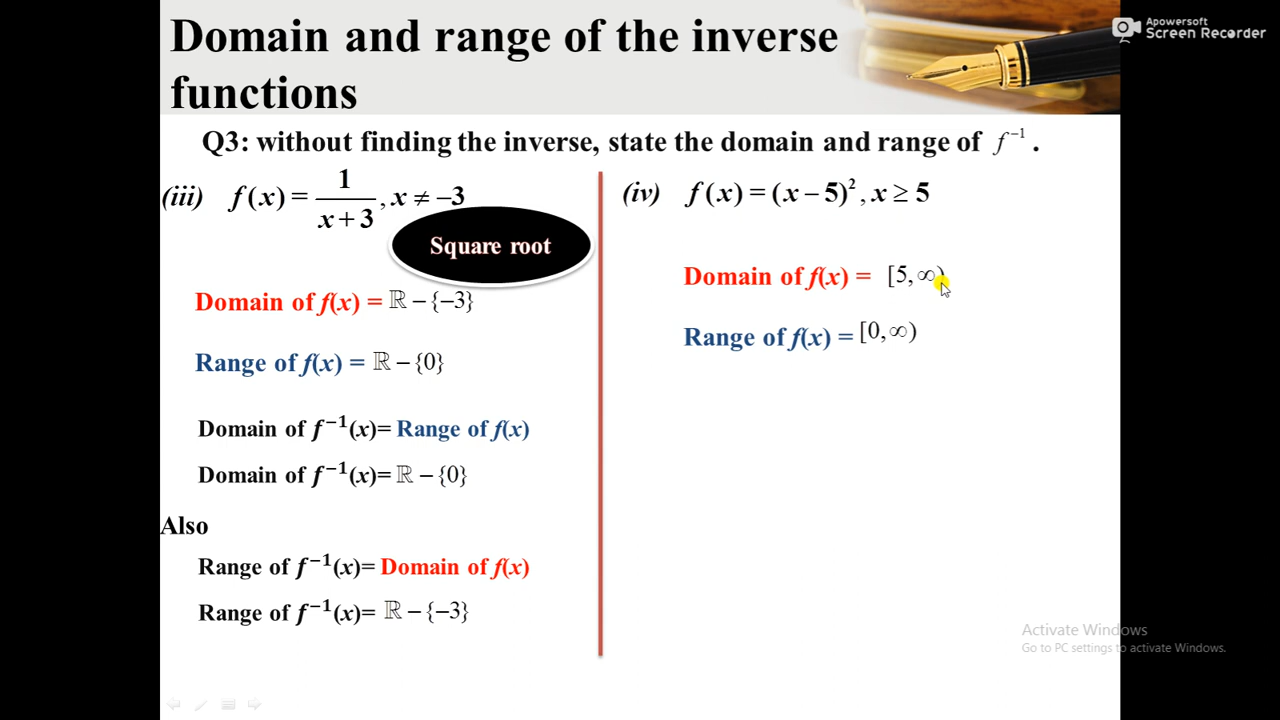 Apowersoft
Screen Recorder
Domain and range of the inverse
functions
Q3: without finding the inverse, state the domain and range of f⁻¹ .
(iii) f(x) = 1/(x + 3) , x ≠ –3
Square root
Domain of f(x) = ℝ – {–3}
Range of f(x) = ℝ – {0}
Domain of f⁻¹(x)= Range of f(x)
Domain of f⁻¹(x)= ℝ – {0}
Also
Range of f⁻¹(x)= Domain of f(x)
Range of f⁻¹(x)= ℝ – {–3}
(iv) f(x) = (x – 5)², x ≥ 5
Domain of f(x) = [5, ∞)
Range of f(x) = [0, ∞)
Activate Windows
Go to PC settings to activate Windows.